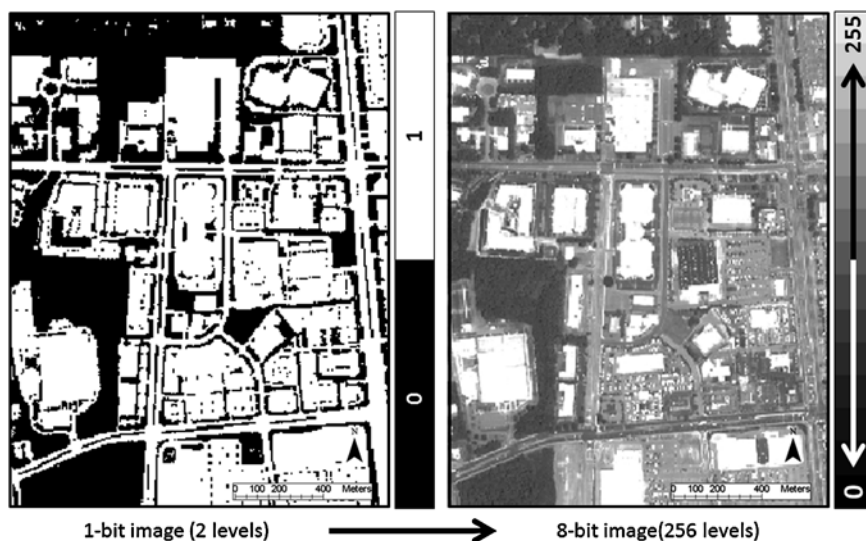 1
0
N
0 100 200 400 Meters
255
0
N
0 100 200 400 Meters
1-bit image (2 levels)
8-bit image(256 levels)